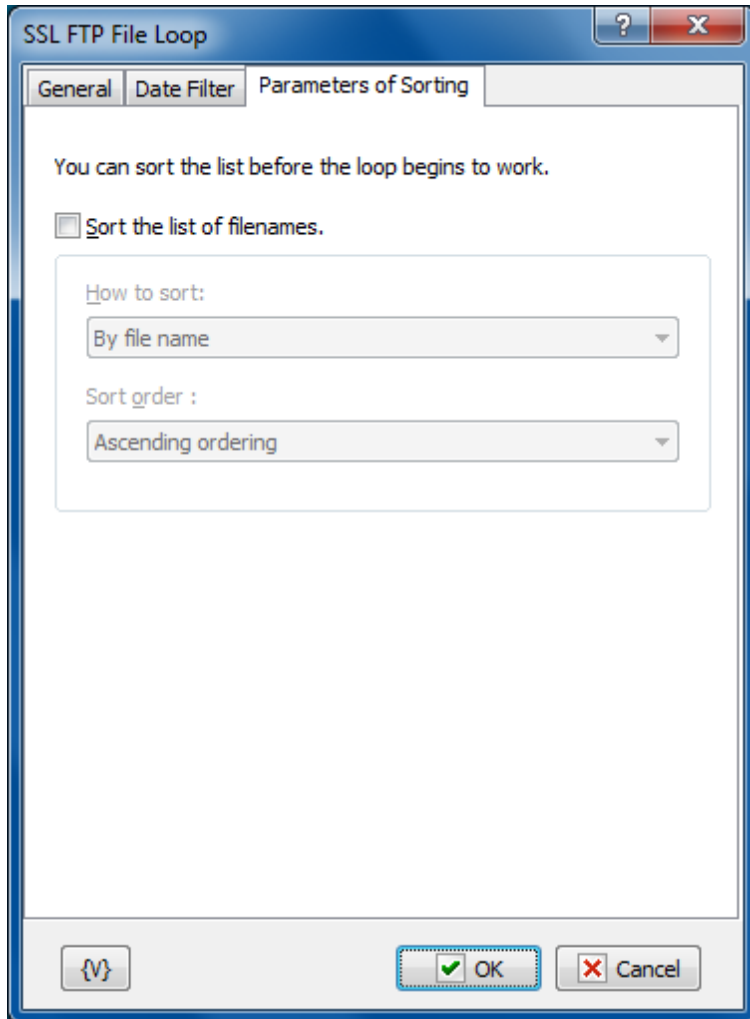 SSL FTP File Loop
?
General Date Filter Parameters of Sorting
You can sort the list before the loop begins to work.
Sort the list of filenames.
How to sort:
By file name
Sort order :
Ascending ordering
{V} OK Cancel